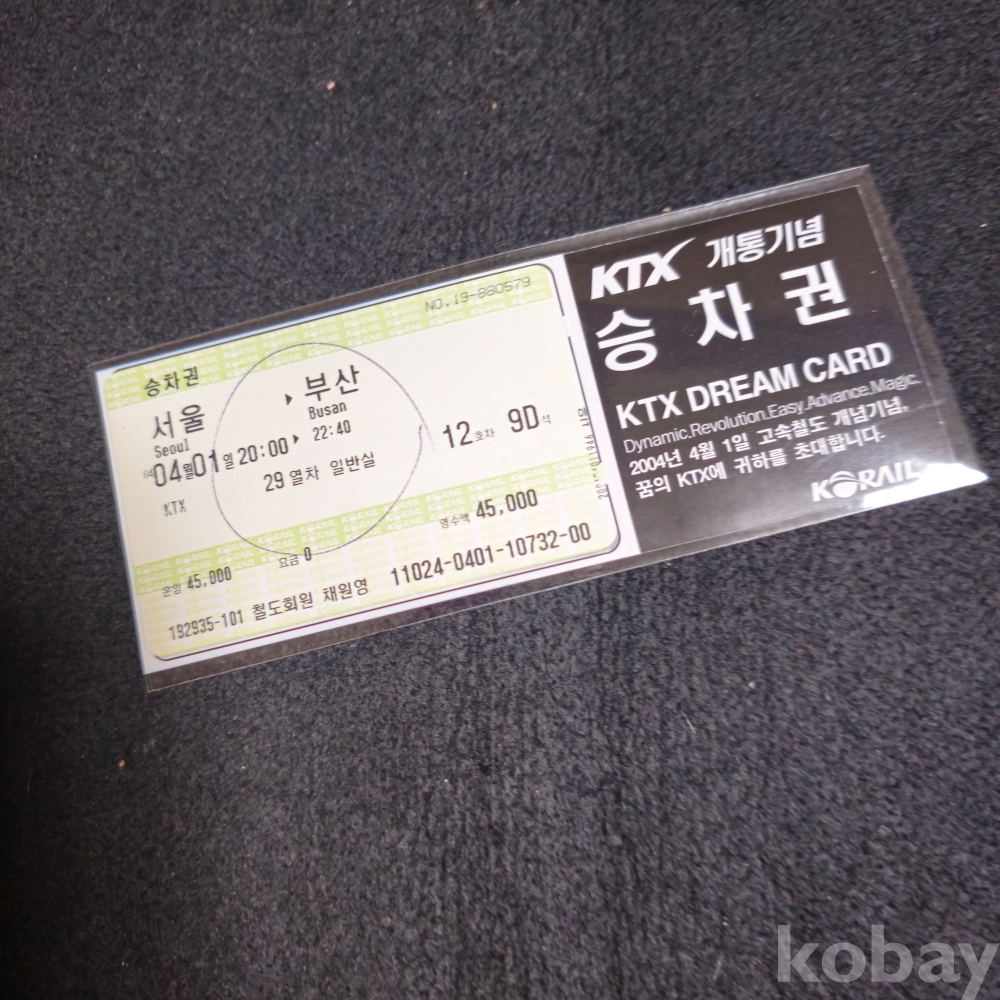 NO.19-880579
승차권
서울 ▶ 부산
Seoul Busan
04월01일 20:00 ▶ 22:40
12호차 9D석
KTX 29 열차 일반실
영수액 45,000
운임 45,000 요금 0
192935-101 철도회원 채원영 11024-0401-10732-00
KTX 개통기념
승차권
KTX DREAM CARD
Dynamic.Revolution.Easy.Advance.Magic.
2004년 4월 1일 고속철도 개념기념,
꿈의 KTX에 귀하를 초대합니다.
KORAIL
kobay